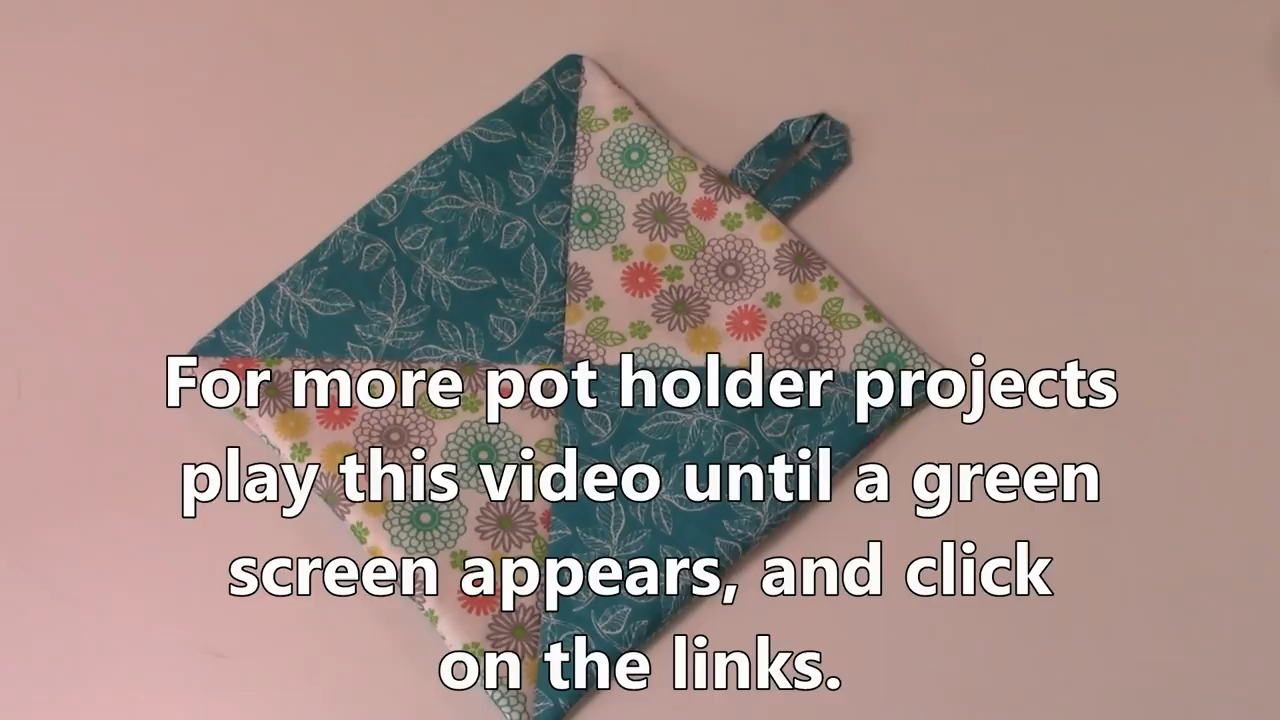 For more pot holder projects
play this video until a green
screen appears, and click
on the links.